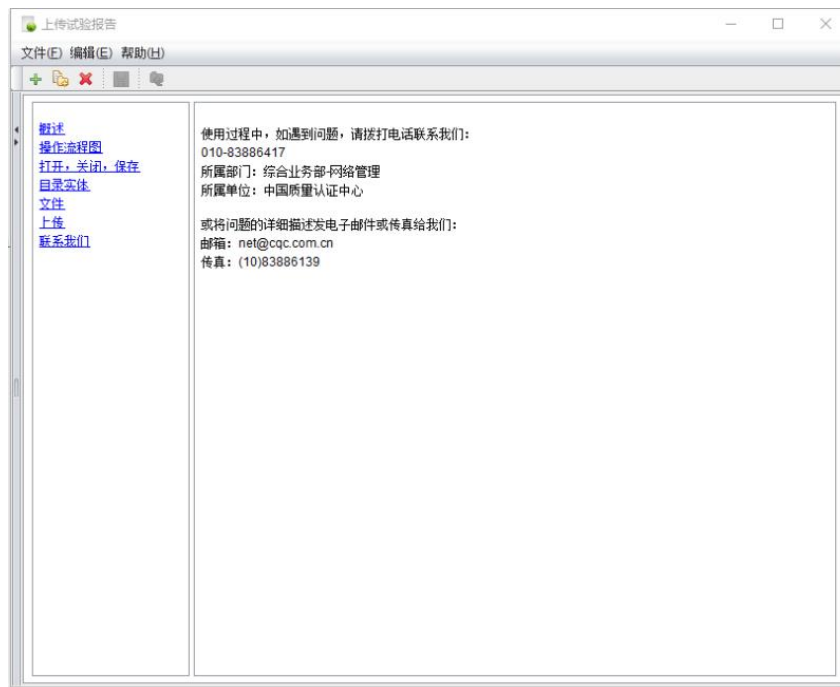 上传试验报告
文件(F) 编辑(E) 帮助(H)
概述
操作流程图
打开，关闭，保存
目录实体
文件
上传
联系我们
使用过程中，如遇到问题，请拨打电话联系我们：
010-83886417
所属部门：综合业务部-网络管理
所属单位：中国质量认证中心
或将问题的详细描述发电子邮件或传真给我们：
邮箱：net@cqc.com.cn
传真：(10)83886139